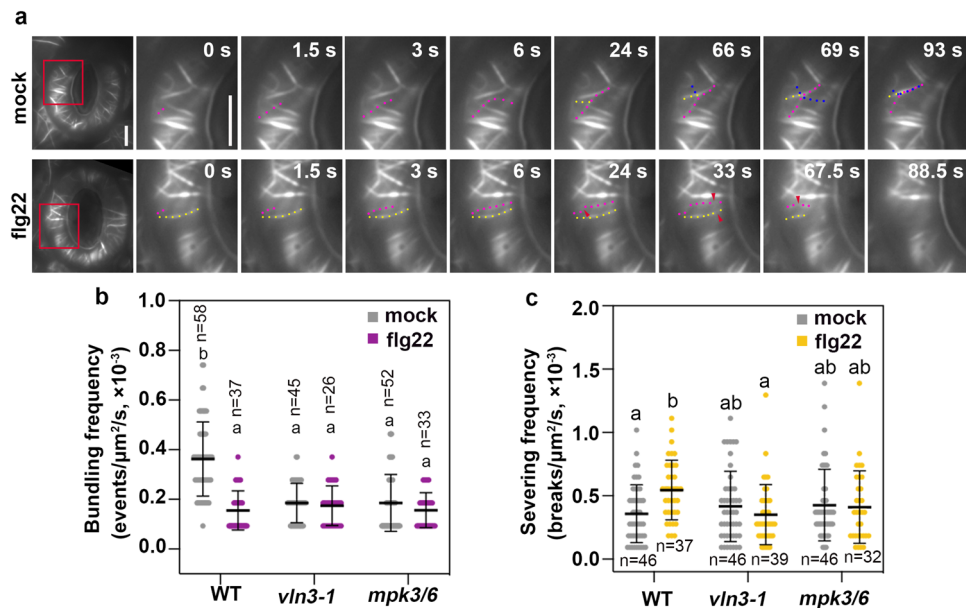 a
mock
0 s
1.5 s
3 s
6 s
24 s
66 s
69 s
93 s
flg22
0 s
1.5 s
3 s
6 s
24 s
33 s
67.5 s
88.5 s
b
Bundling frequency
(events/μm²/s, ×10⁻³)
1.0
0.8
0.6
0.4
0.2
0.0
mock
flg22
n=58
b
n=37
a
n=45
a
n=26
a
n=52
a
n=33
a
WT
vln3-1
mpk3/6
c
Severing frequency
(breaks/μm²/s, ×10⁻³)
2.0
1.5
1.0
0.5
0.0
mock
flg22
a
b
ab
a
ab
ab
n=46
n=37
n=46
n=39
n=46
n=32
WT
vln3-1
mpk3/6